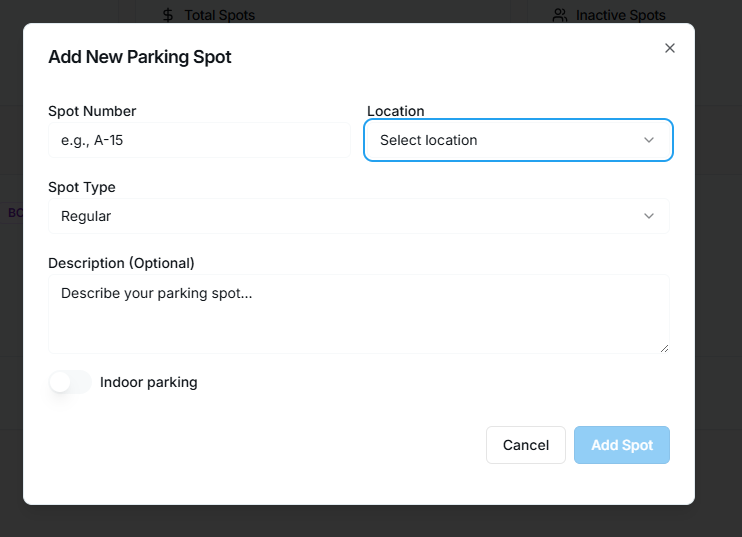 Total Spots
Inactive Spots
Add New Parking Spot
Spot Number
Location
e.g., A-15
Select location
Spot Type
Regular
Description (Optional)
Describe your parking spot...
Indoor parking
Cancel
Add Spot